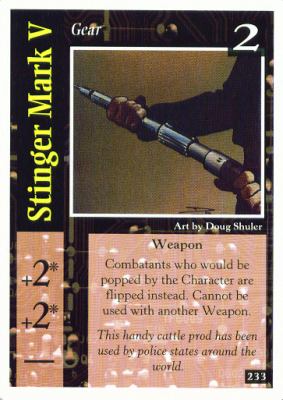 Gear
2
Stinger Mark V
Art by Doug Shuler
Weapon
Combatants who would be
popped by the Character are
flipped instead. Cannot be
used with another Weapon.
This handy cattle prod has been
used by police states around the
world.
+2*
+2*
—
233